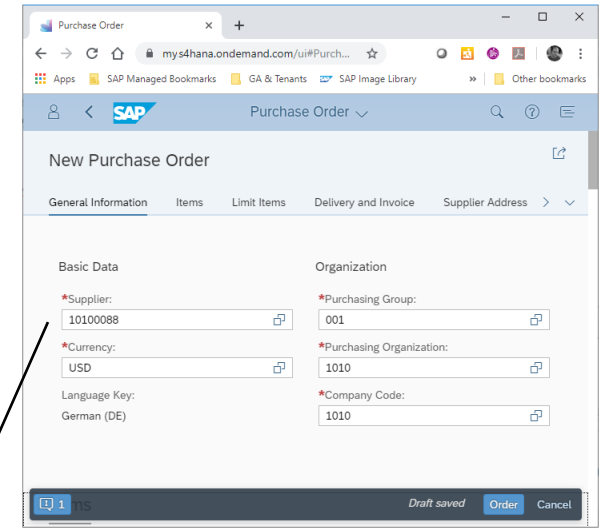 Purchase Order
mys4hana.ondemand.com/ui#Purch...
Apps SAP Managed Bookmarks GA & Tenants SAP Image Library » Other bookmarks
SAP Purchase Order
New Purchase Order
General Information Items Limit Items Delivery and Invoice Supplier Address
Basic Data Organization
*Supplier: *Purchasing Group:
10100088 001
*Currency: *Purchasing Organization:
USD 1010
Language Key: *Company Code:
German (DE) 1010
1 Draft saved Order Cancel